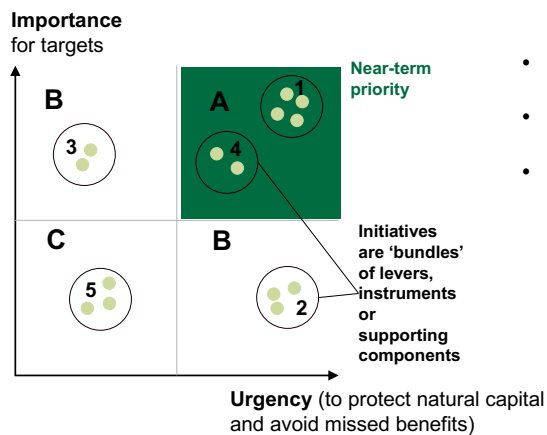 Importance
for targets
Near-term
priority
B
A
1
3
4
C
B
5
2
Initiatives
are ‘bundles’
of levers,
instruments
or
supporting
components
Urgency (to protect natural capital
and avoid missed benefits)